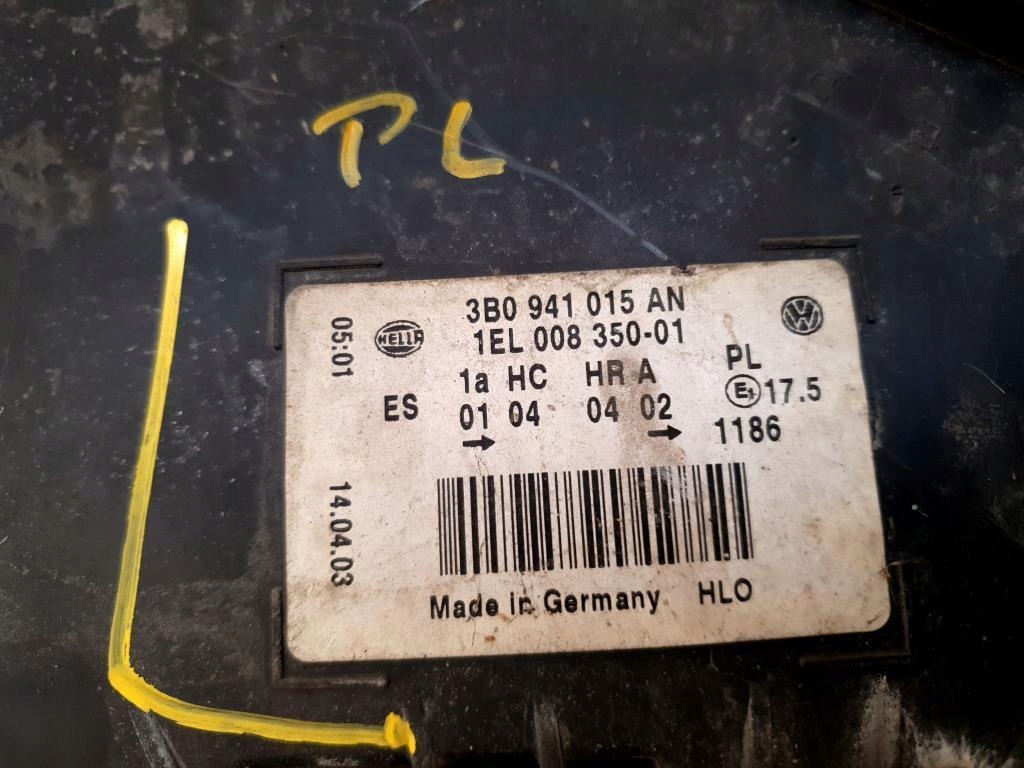 PL
L
3B0 941 015 AN
1EL 008 350-01
HELLA
05:01
1a HC HR A
PL
ES
01 04 04 02
E1 17.5
→ →
1186
14.04.03
Made in Germany HLO